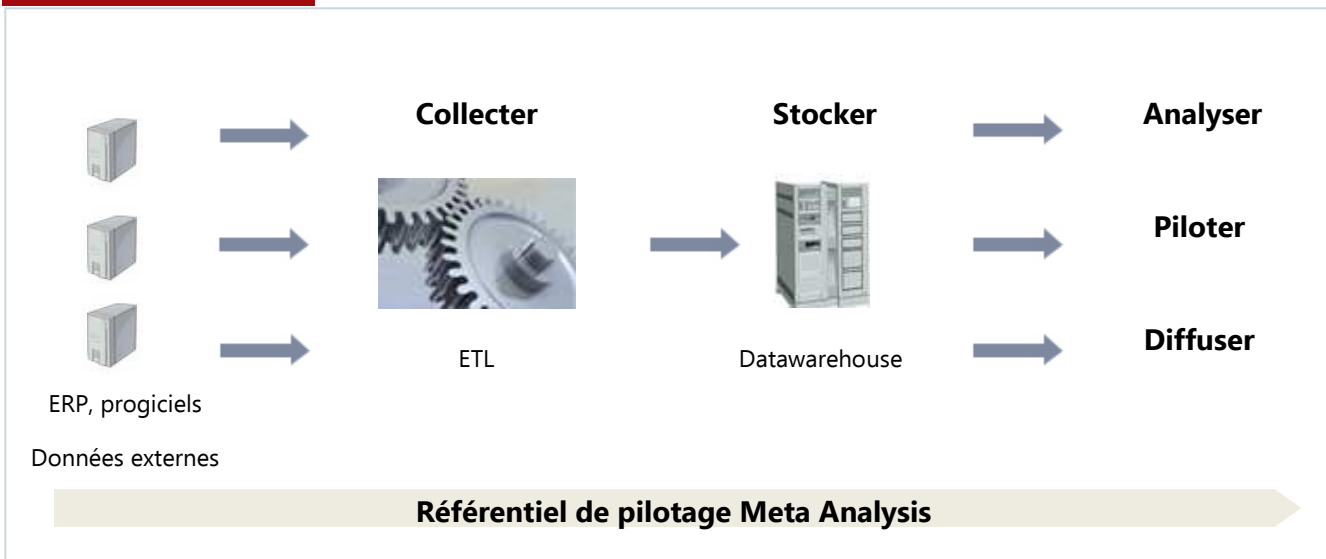 Collecter
Stocker
Analyser
Piloter
Diffuser
ETL
Datawarehouse
ERP, progiciels
Données externes
Référentiel de pilotage Meta Analysis